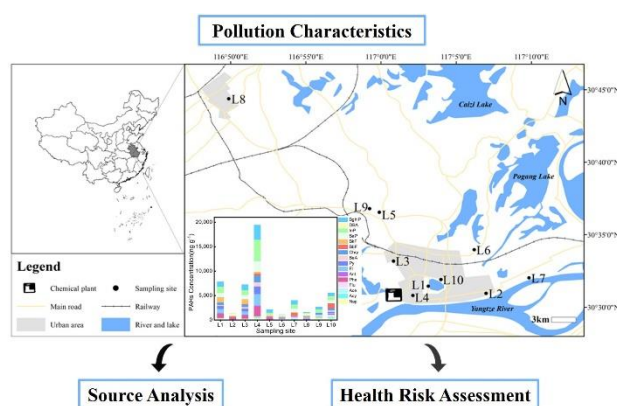 Pollution Characteristics
116°50'0"E 116°55'0"E 117°0'0"E 117°5'0"E 117°10'0"E
30°45'0"N
30°40'0"N
30°35'0"N
30°30'0"N
N
Caizi Lake
L8
Pogang Lake
L9
L5
L6
L3
L10
L7
L1
L4
L2
Yangtze River
3km
PAHs Concentration(ng g⁻¹)
20,000
15,000
10,000
5,000
0
L1 L2 L3 L4 L5 L6 L7 L8 L9 L10
Sampling site
Legend
Chemical plant
Sampling site
Main road
Railway
Urban area
River and lake
Source Analysis
Health Risk Assessment